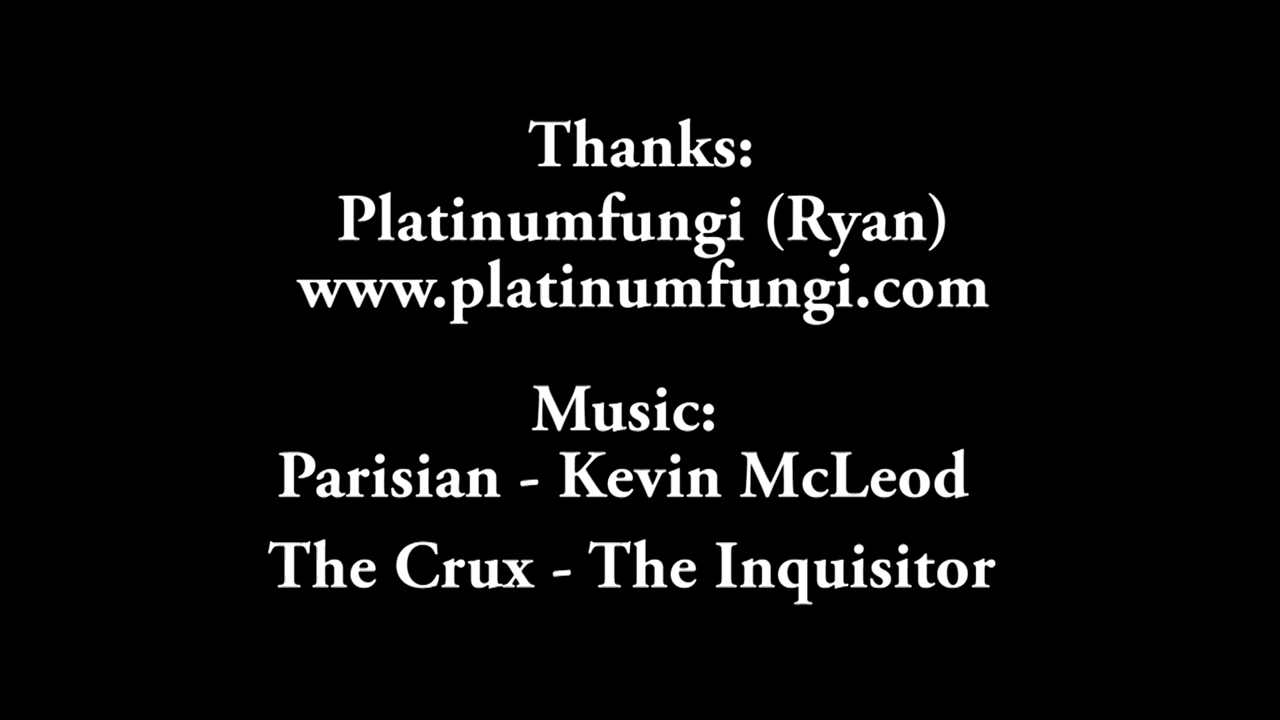 Thanks:
Platinumfungi (Ryan)
www.platinumfungi.com
Music:
Parisian - Kevin McLeod
The Crux - The Inquisitor